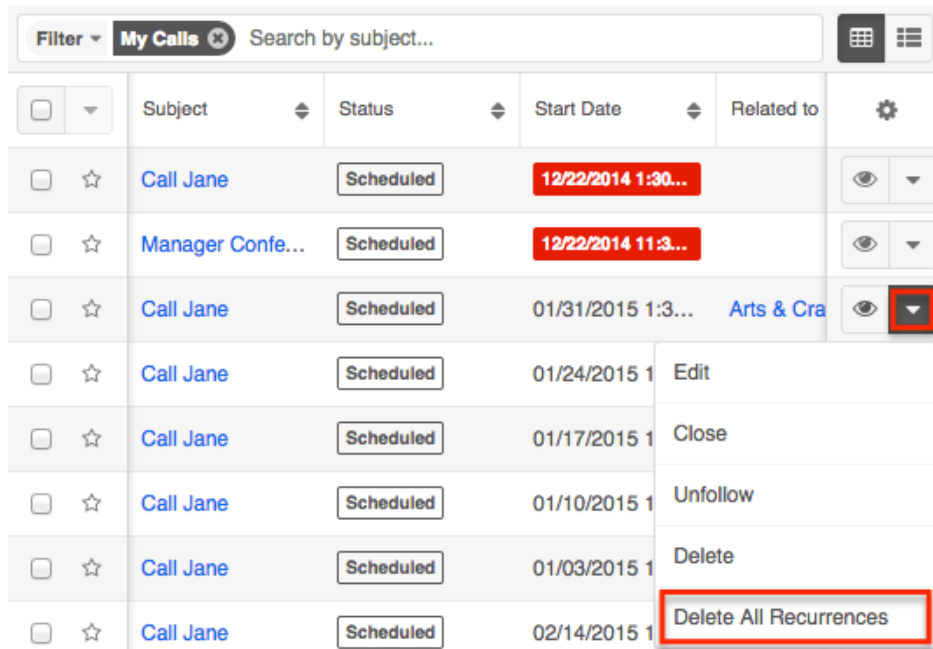 Filter My Calls Search by subject...
Subject Status Start Date Related to
Call Jane Scheduled 12/22/2014 1:30...
Manager Confe... Scheduled 12/22/2014 11:3...
Call Jane Scheduled 01/31/2015 1:3... Arts & Cra
Call Jane Scheduled 01/24/2015 1 Edit
Call Jane Scheduled 01/17/2015 1 Close
Call Jane Scheduled 01/10/2015 1 Unfollow
Call Jane Scheduled 01/03/2015 1 Delete
Call Jane Scheduled 02/14/2015 1 Delete All Recurrences